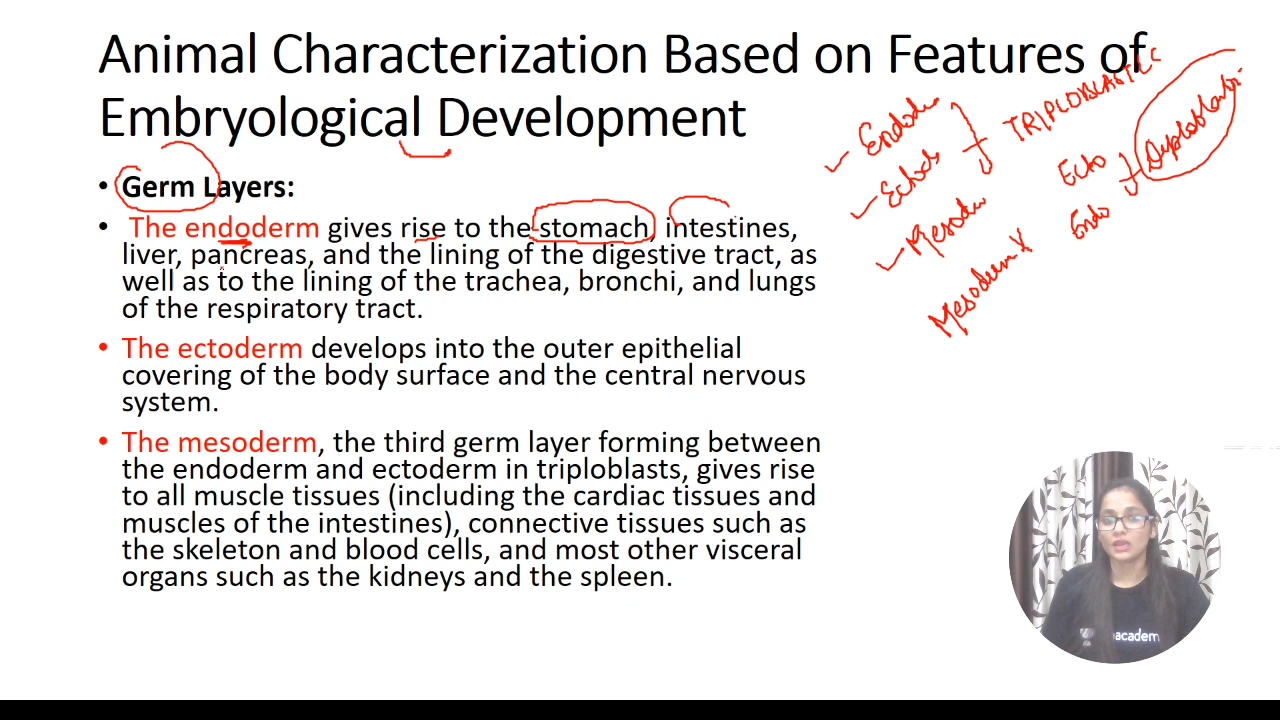 Animal Characterization Based on Features of
Embryological Development
• Germ Layers:
• The endoderm gives rise to the stomach, intestines,
liver, pancreas, and the lining of the digestive tract, as
well as to the lining of the trachea, bronchi, and lungs
of the respiratory tract.
• The ectoderm develops into the outer epithelial
covering of the body surface and the central nervous
system.
• The mesoderm, the third germ layer forming between
the endoderm and ectoderm in triploblasts, gives rise
to all muscle tissues (including the cardiac tissues and
muscles of the intestines), connective tissues such as
the skeleton and blood cells, and most other visceral
organs such as the kidneys and the spleen.
TRIPLOBLASTIC
Ecto
Endo
Mesoderm X
academ